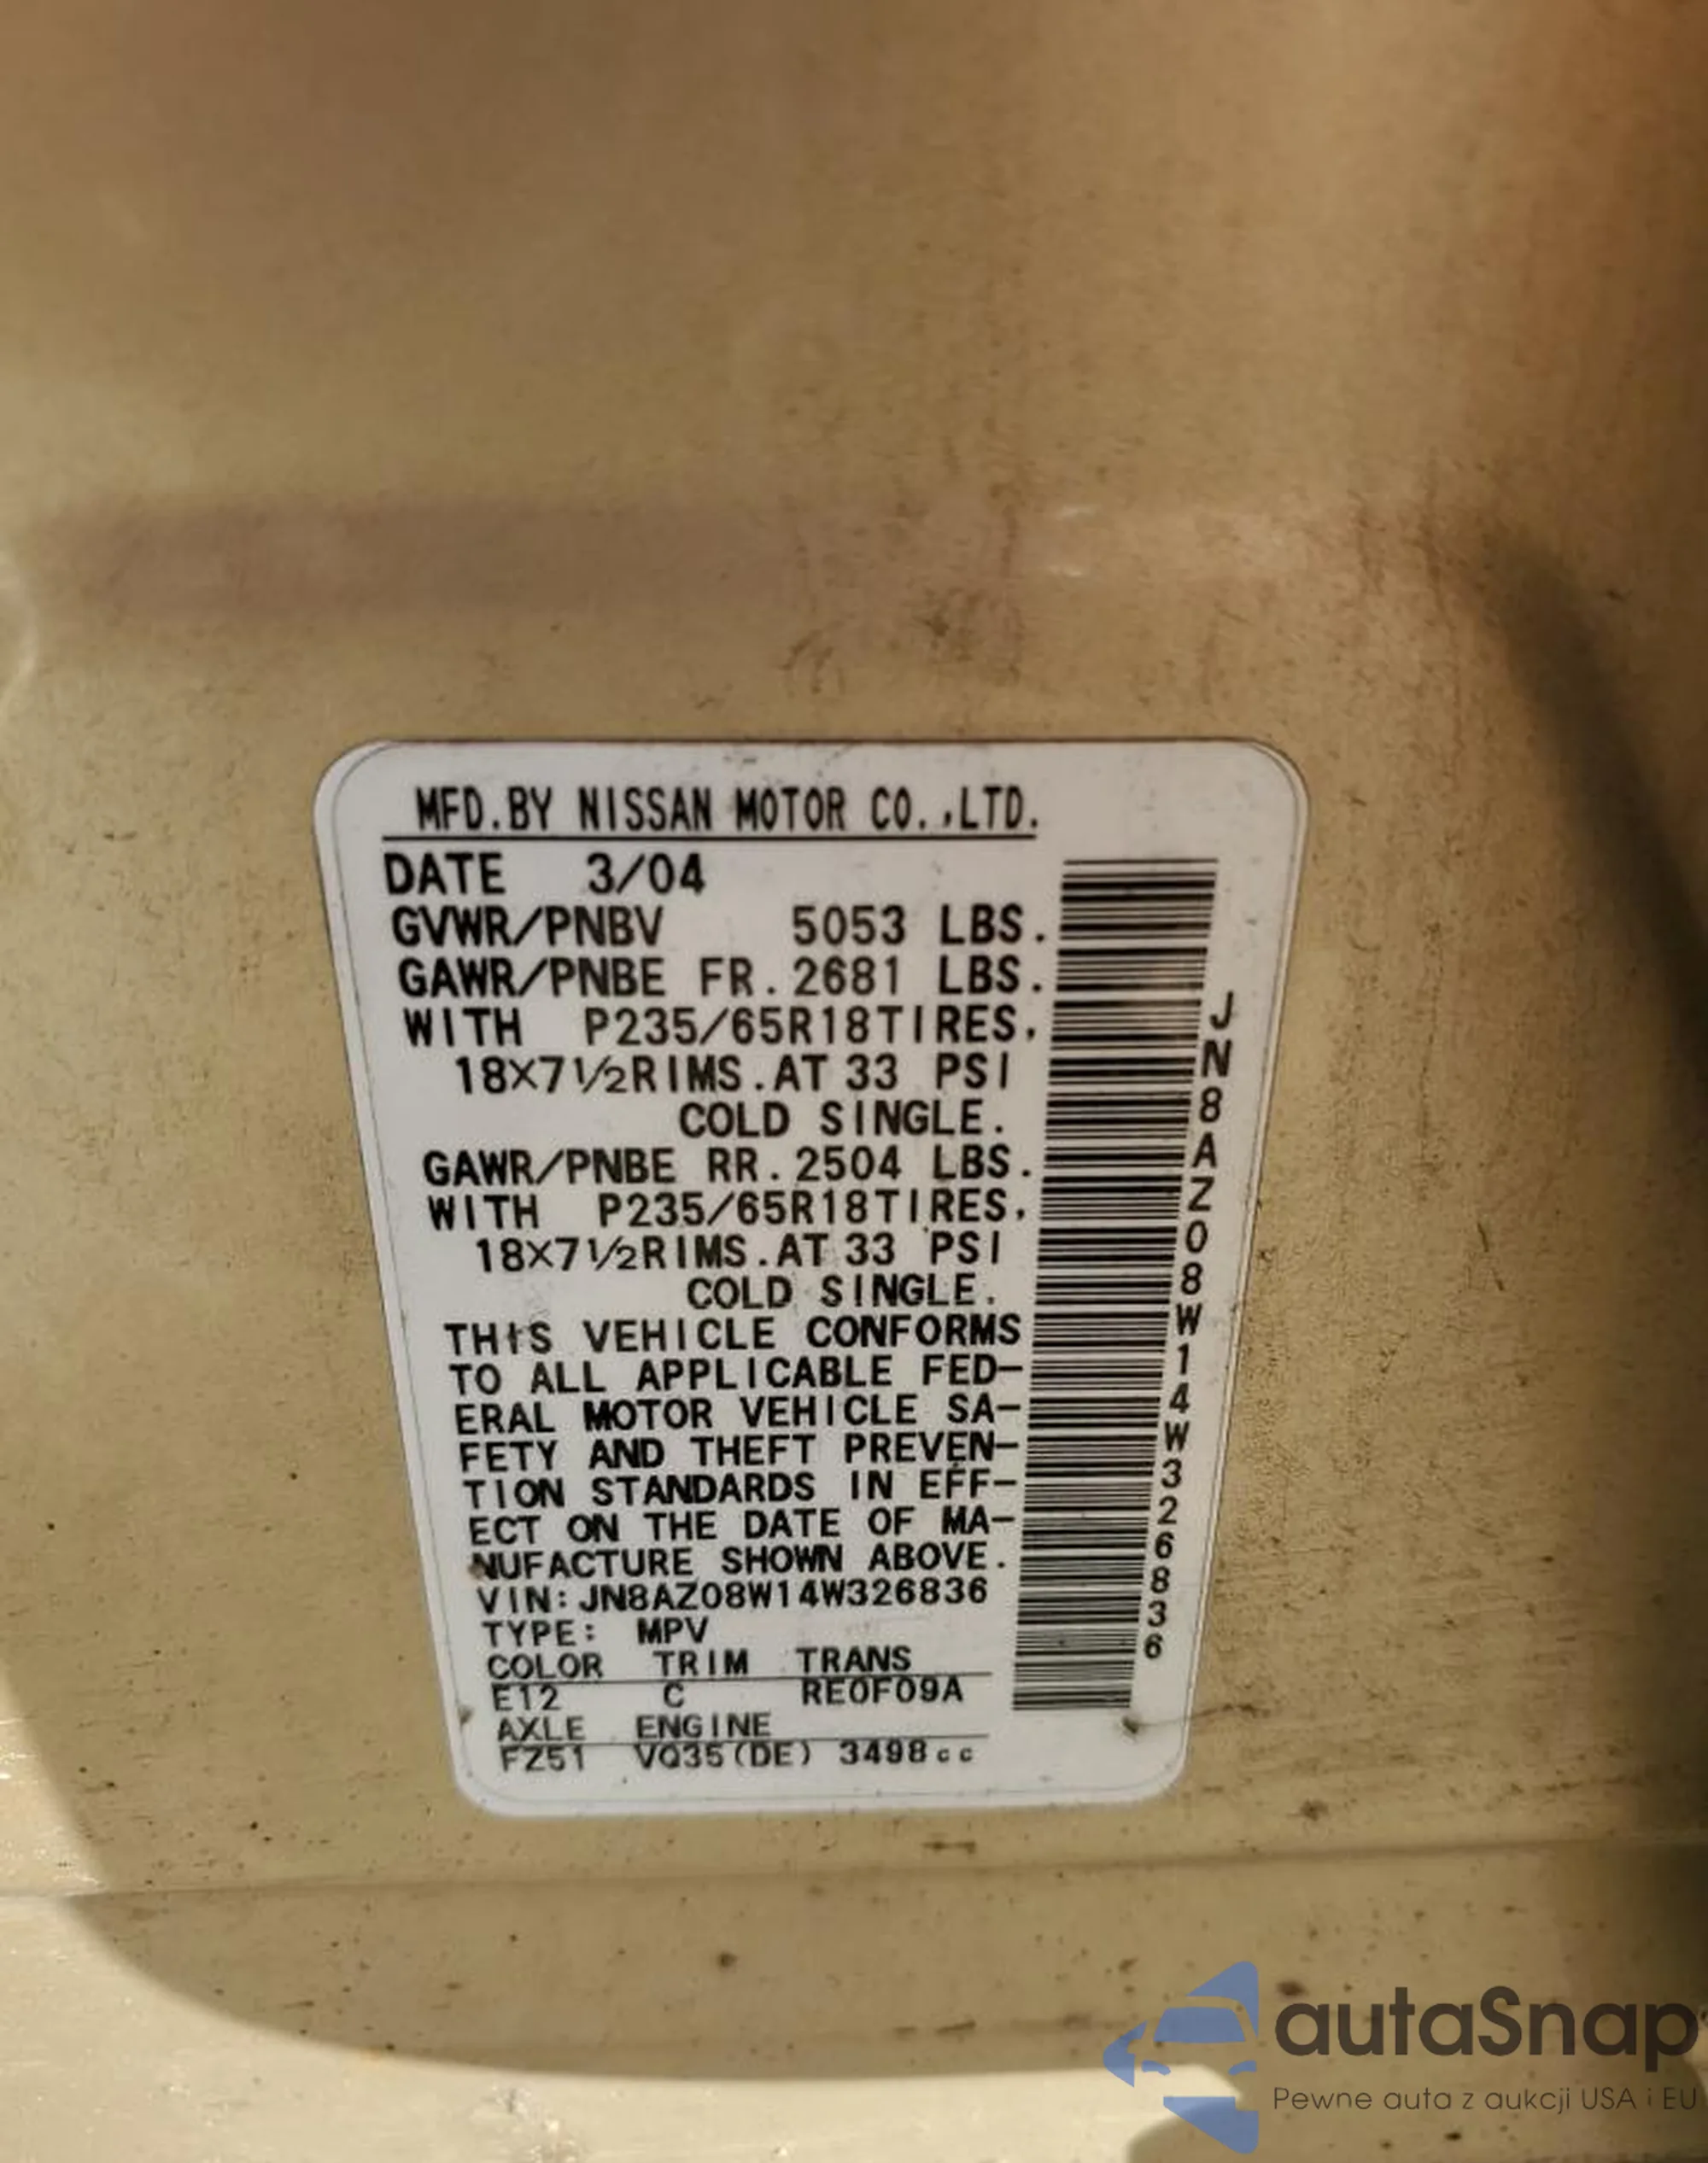 MFD.BY NISSAN MOTOR CO.,LTD.
DATE 3/04
GVWR/PNBV 5053 LBS.
GAWR/PNBE FR.2681 LBS.
WITH P235/65R18TIRES,
18X7½RIMS.AT 33 PSI
COLD SINGLE.
GAWR/PNBE RR.2504 LBS.
WITH P235/65R18TIRES,
18X7½RIMS.AT 33 PSI
COLD SINGLE.
THIS VEHICLE CONFORMS
TO ALL APPLICABLE FED-
ERAL MOTOR VEHICLE SA-
FETY AND THEFT PREVEN-
TION STANDARDS IN EFF-
ECT ON THE DATE OF MA-
NUFACTURE SHOWN ABOVE.
VIN:JN8AZ08W14W326836
TYPE: MPV
COLOR TRIM TRANS
E12 C RE0F09A
AXLE ENGINE
FZ51 VQ35(DE) 3498cc
JN8AZ08W14W326836
autaSnap
Pewne auta z aukcji USA i EU